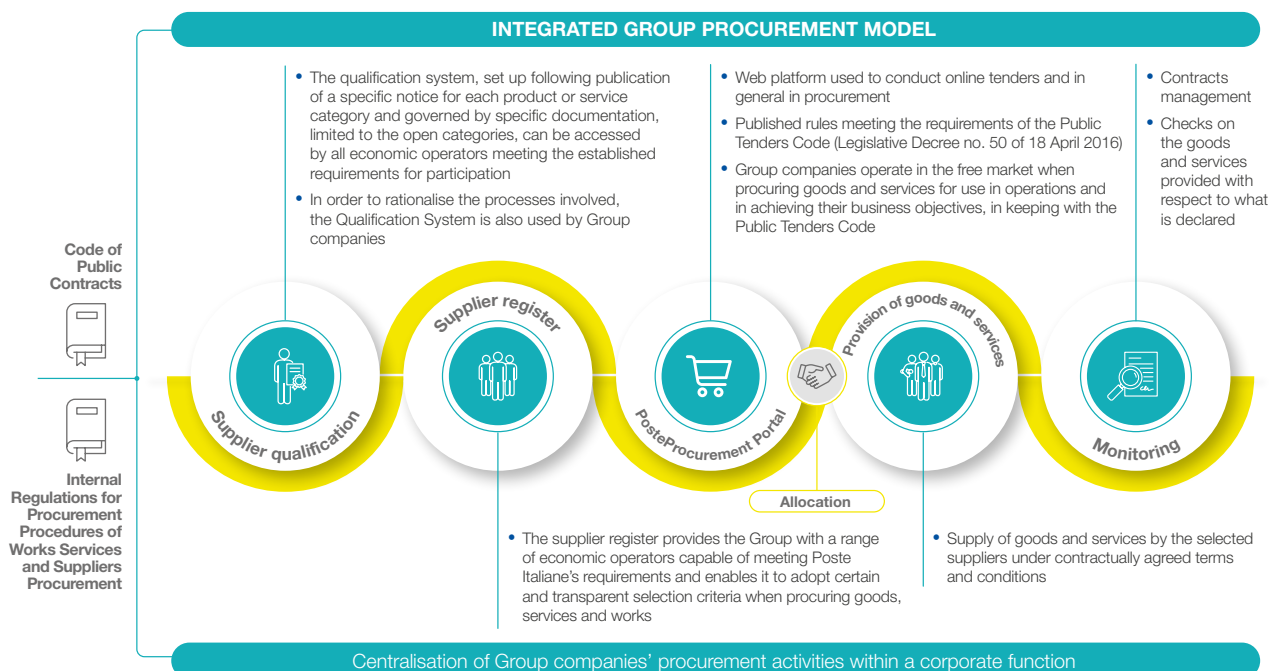 INTEGRATED GROUP PROCUREMENT MODEL
• The qualification system, set up following publication
of a specific notice for each product or service
category and governed by specific documentation,
limited to the open categories, can be accessed
by all economic operators meeting the established
requirements for participation
• In order to rationalise the processes involved,
the Qualification System is also used by Group
companies
• Web platform used to conduct online tenders and in
general in procurement
• Published rules meeting the requirements of the Public
Tenders Code (Legislative Decree no. 50 of 18 April 2016)
• Group companies operate in the free market when
procuring goods and services for use in operations and
in achieving their business objectives, in keeping with the
Public Tenders Code
• Contracts
management
• Checks on
the goods
and services
provided with
respect to what
is declared
Code of
Public
Contracts
Internal
Regulations for
Procurement
Procedures of
Works Services
and Suppliers
Procurement
Supplier qualification
Supplier register
PosteProcurement Portal
Provision of goods and services
Monitoring
Allocation
• The supplier register provides the Group with a range
of economic operators capable of meeting Poste
Italiane's requirements and enables it to adopt certain
and transparent selection criteria when procuring goods,
services and works
• Supply of goods and services by the selected
suppliers under contractually agreed terms
and conditions
Centralisation of Group companies' procurement activities within a corporate function